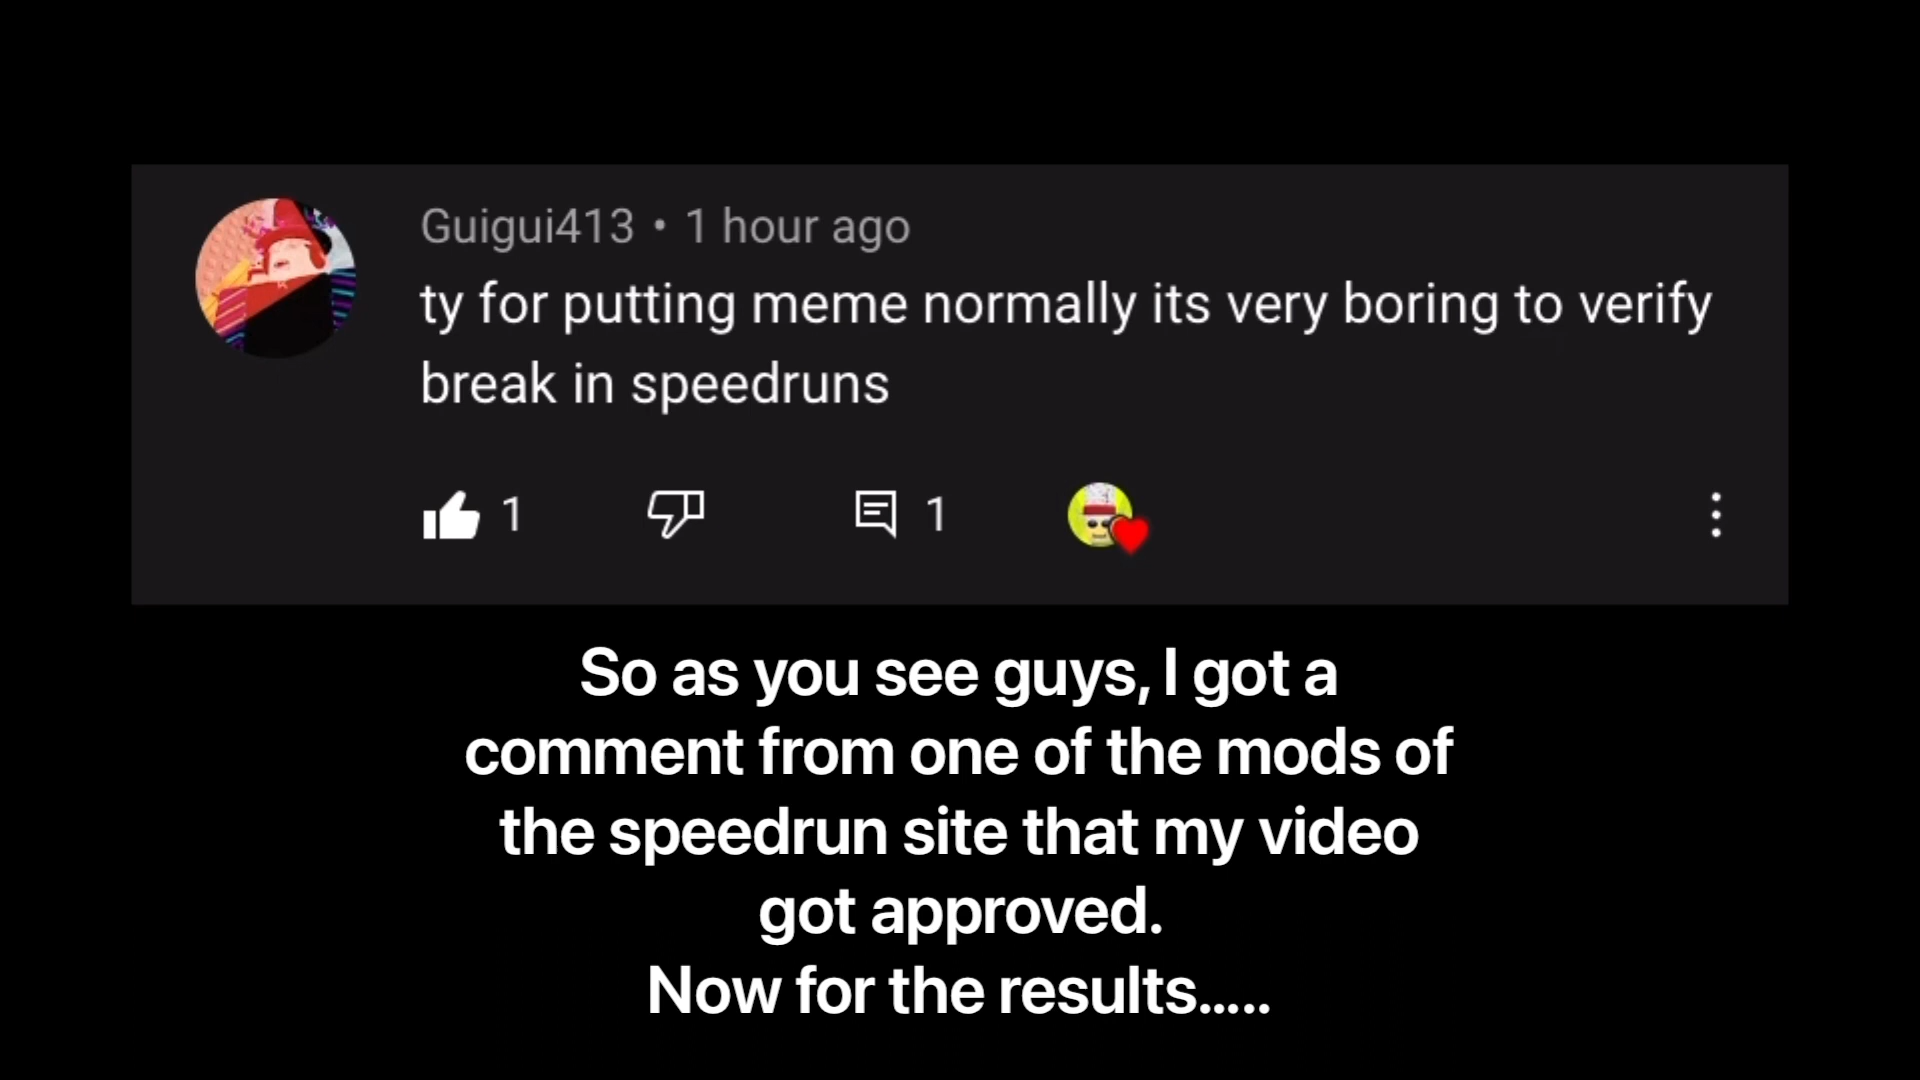 Guigui413 • 1 hour ago
ty for putting meme normally its very boring to verify
break in speedruns
1
1
So as you see guys, I got a
comment from one of the mods of
the speedrun site that my video
got approved.
Now for the results.....